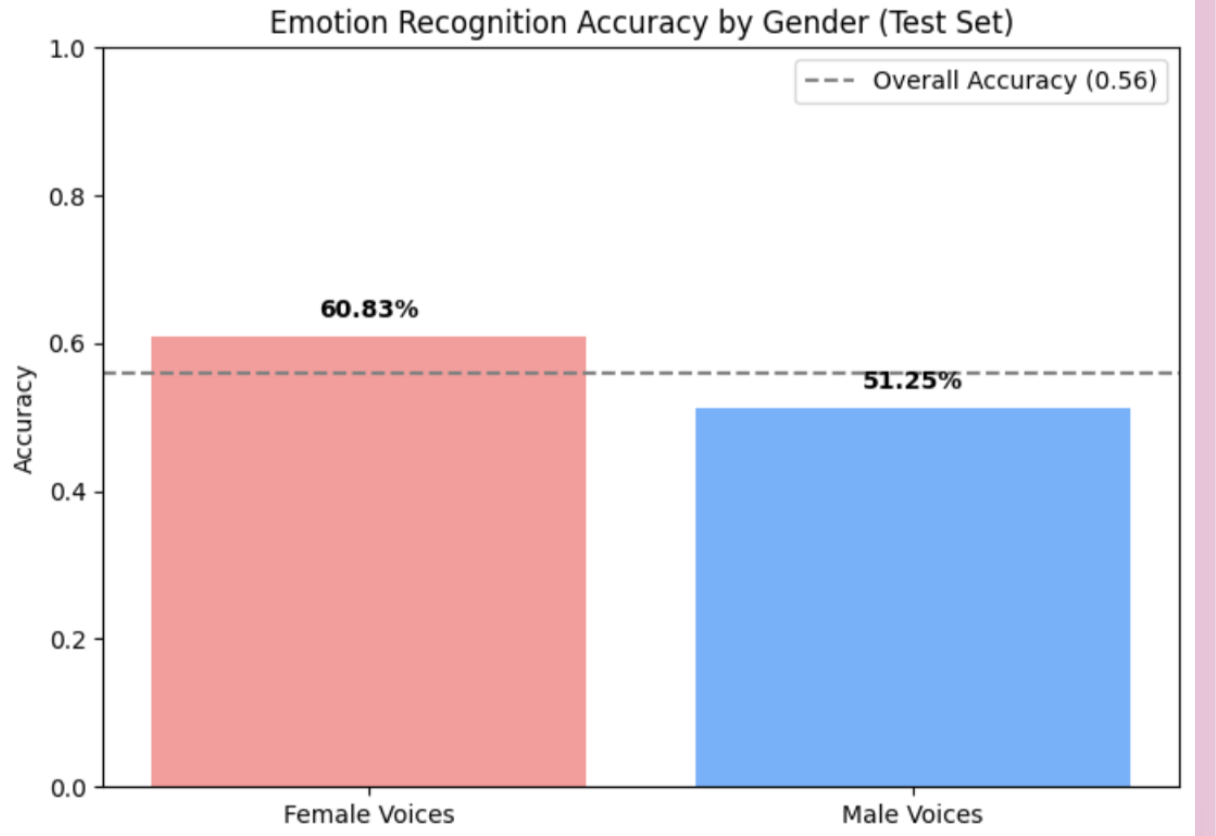 Emotion Recognition Accuracy by Gender (Test Set)
1.0
Overall Accuracy (0.56)
0.8
60.83%
0.6
51.25%
Accuracy
0.4
0.2
0.0
Female Voices
Male Voices